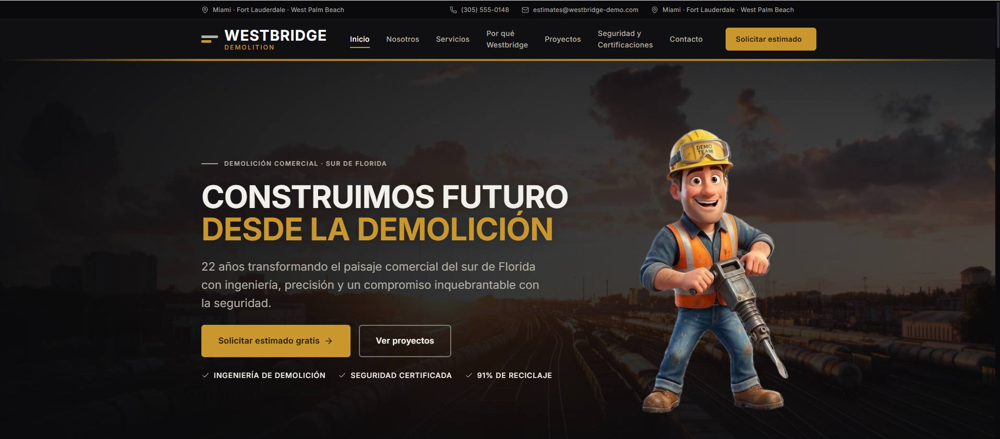 Miami · Fort Lauderdale · West Palm Beach
(305) 555-0148
estimates@westbridge-demo.com
Miami · Fort Lauderdale · West Palm Beach
WESTBRIDGE
DEMOLITION
Inicio
Nosotros
Servicios
Por qué
Westbridge
Proyectos
Seguridad y
Certificaciones
Contacto
Solicitar estimado
DEMOLICIÓN COMERCIAL · SUR DE FLORIDA
CONSTRUIMOS FUTURO
DESDE LA DEMOLICIÓN
22 años transformando el paisaje comercial del sur de Florida
con ingeniería, precisión y un compromiso inquebrantable con
la seguridad.
Solicitar estimado gratis →
Ver proyectos
INGENIERÍA DE DEMOLICIÓN
SEGURIDAD CERTIFICADA
91% DE RECICLAJE
DEMO
TEAM